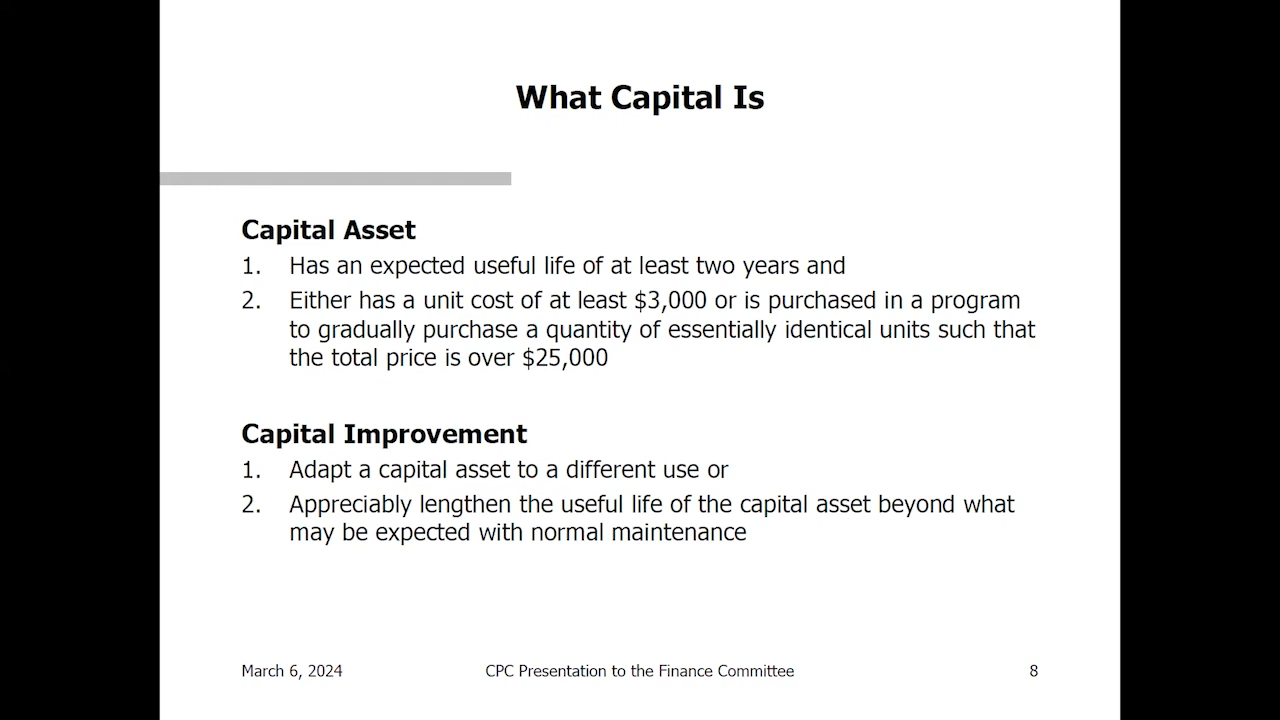 What Capital Is
Capital Asset
1. Has an expected useful life of at least two years and
2. Either has a unit cost of at least $3,000 or is purchased in a program
to gradually purchase a quantity of essentially identical units such that
the total price is over $25,000
Capital Improvement
1. Adapt a capital asset to a different use or
2. Appreciably lengthen the useful life of the capital asset beyond what
may be expected with normal maintenance
March 6, 2024 CPC Presentation to the Finance Committee 8